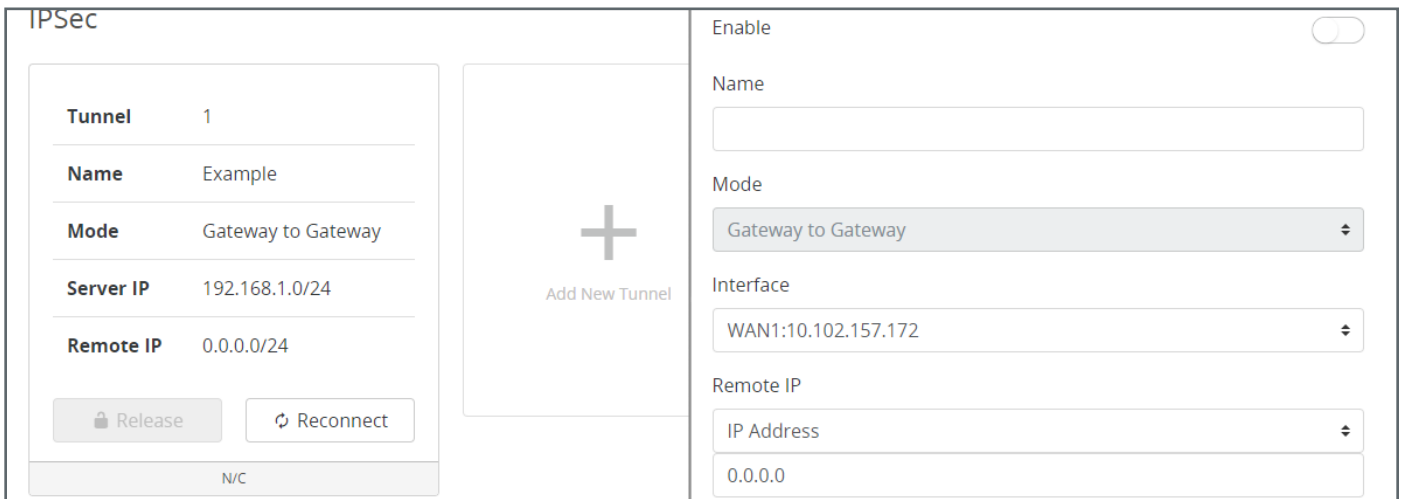 IPSec
Tunnel 1
Name Example
Mode Gateway to Gateway
Server IP 192.168.1.0/24
Remote IP 0.0.0.0/24
Release Reconnect
N/C
Add New Tunnel
Enable
Name
Mode
Gateway to Gateway
Interface
WAN1:10.102.157.172
Remote IP
IP Address
0.0.0.0